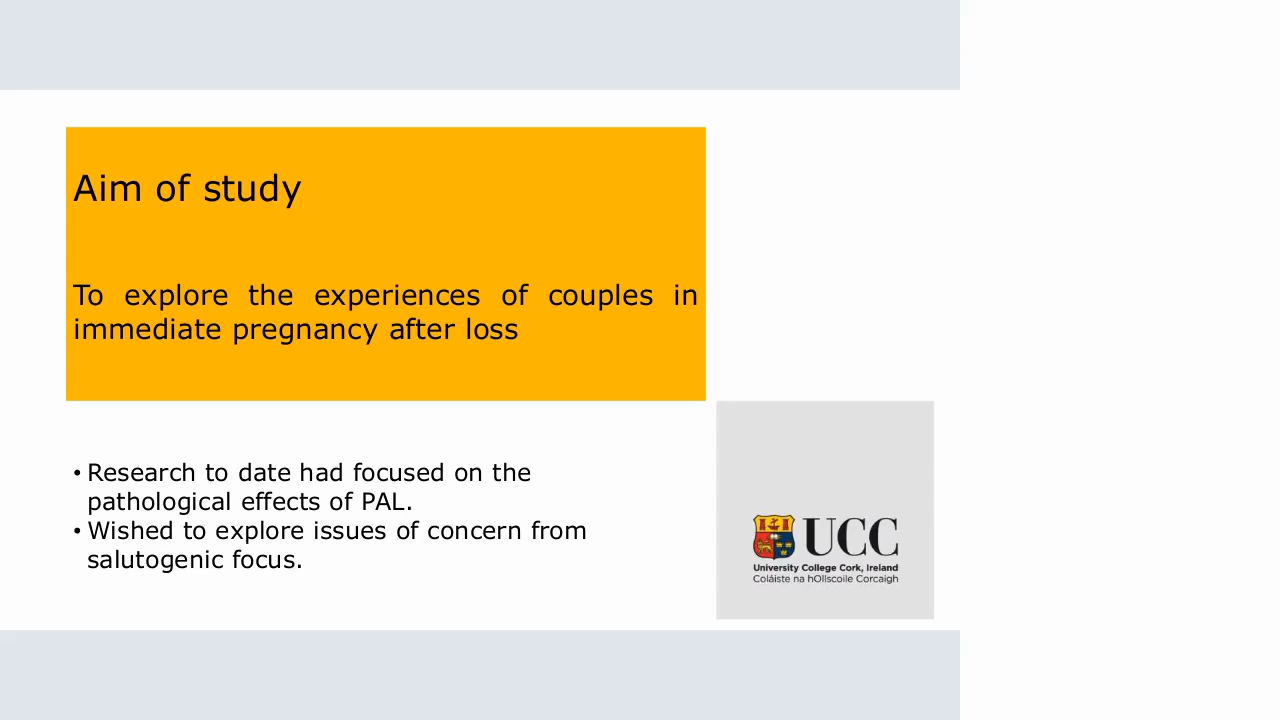 Aim of study
To explore the experiences of couples in
immediate pregnancy after loss
• Research to date had focused on the
pathological effects of PAL.
• Wished to explore issues of concern from
salutogenic focus.
UCC
University College Cork, Ireland
Coláiste na hOllscoile Corcaigh